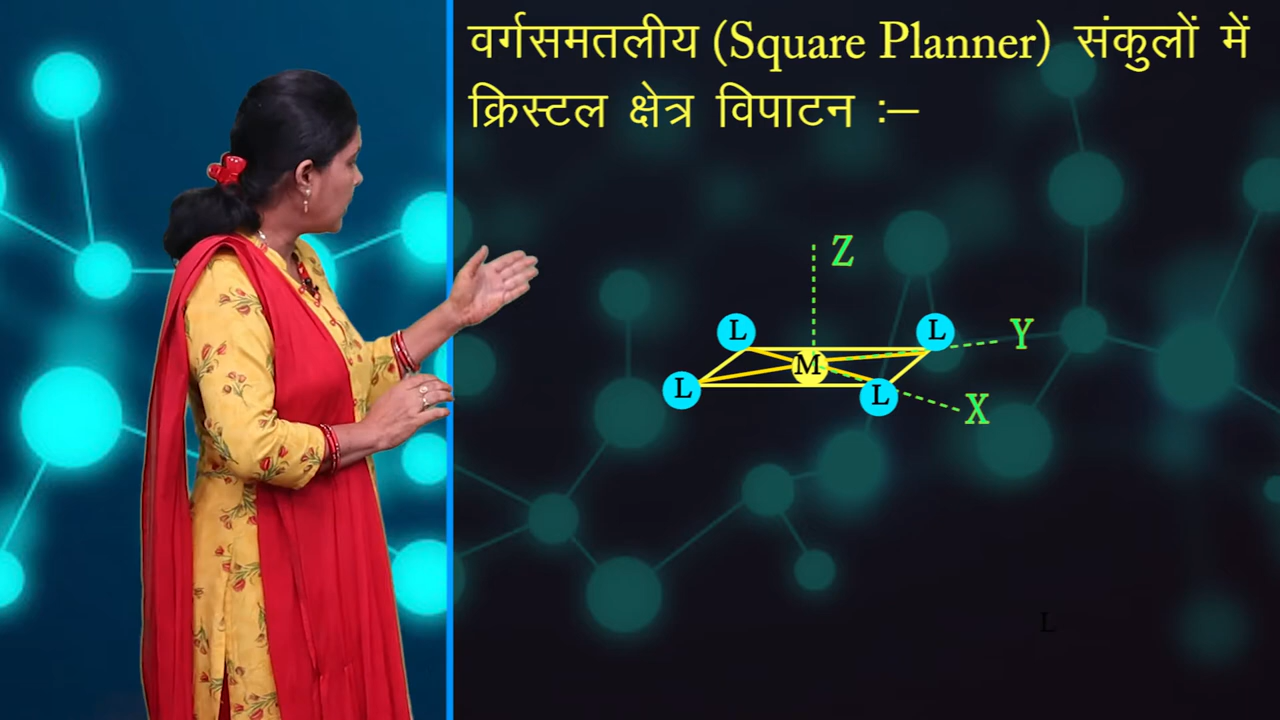 वर्गसमतलीय (Square Planner) संकुलों में
क्रिस्टल क्षेत्र विपाटन :–
Z
L
L
Y
M
L
L
X
L